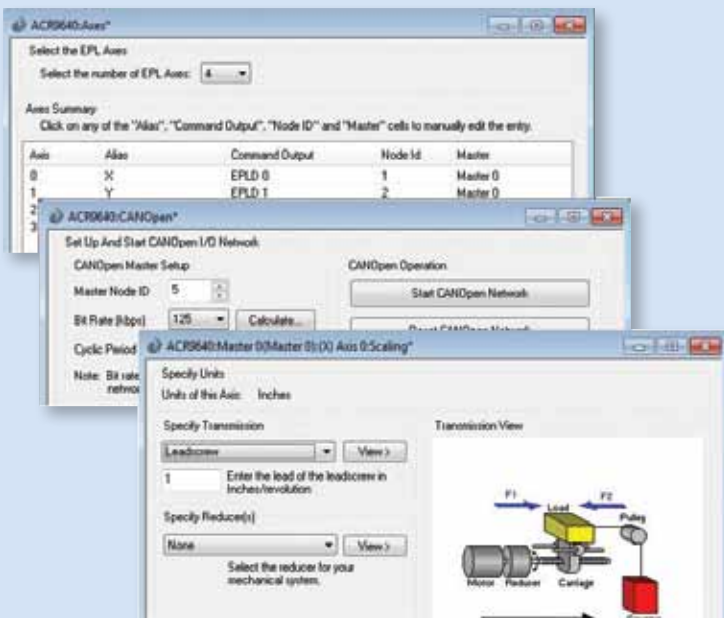 ACR9640:Axes*
Select the EPL Axes
Select the number of EPL Axes: 4
Axes Summary
Click on any of the "Alias", "Command Output", "Node ID" and "Master" cells to manually edit the entry.
Axis Alias Command Output Node Id Master
0 X EPLD 0 1 Master 0
1 Y EPLD 1 2 Master 0
2
3
ACR9640:CANOpen*
Set Up And Start CANOpen I/O Network
CANOpen Master Setup
CANOpen Operation
Master Node ID 5
Start CANOpen Network
Bit Rate (kbps) 125 Calculate...
Cyclic Period
Note: Bit rate
ACR9640:Master 0(Master 0):(X) Axis 0:Scaling*
Specify Units
Units of this Axis: Inches
Specify Transmission
Transmission View
Leadscrew View >
1 Enter the lead of the leadscrew in
Inches/revolution
Specify Reducer(s)
None View >
Select the reducer for your
mechanical system.
F1 F2
Load
Pulley
Motor Reducer Carriage